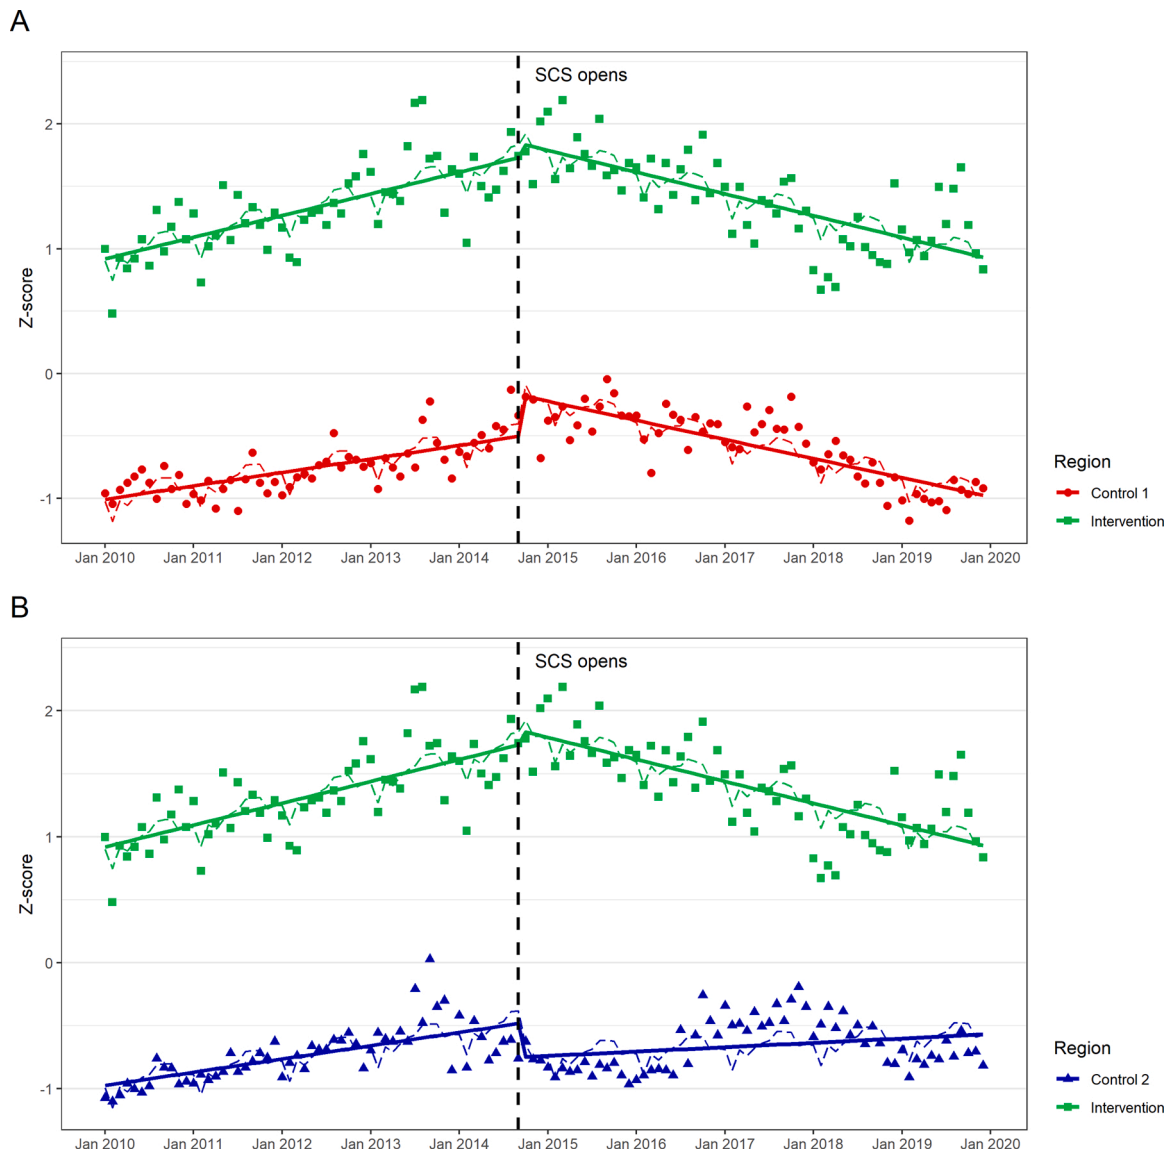 A
SCS opens
2
1
0
-1
Z-score
Jan 2010 Jan 2011 Jan 2012 Jan 2013 Jan 2014 Jan 2015 Jan 2016 Jan 2017 Jan 2018 Jan 2019 Jan 2020
Region
Control 1
Intervention
B
SCS opens
2
1
0
-1
Z-score
Jan 2010 Jan 2011 Jan 2012 Jan 2013 Jan 2014 Jan 2015 Jan 2016 Jan 2017 Jan 2018 Jan 2019 Jan 2020
Region
Control 2
Intervention